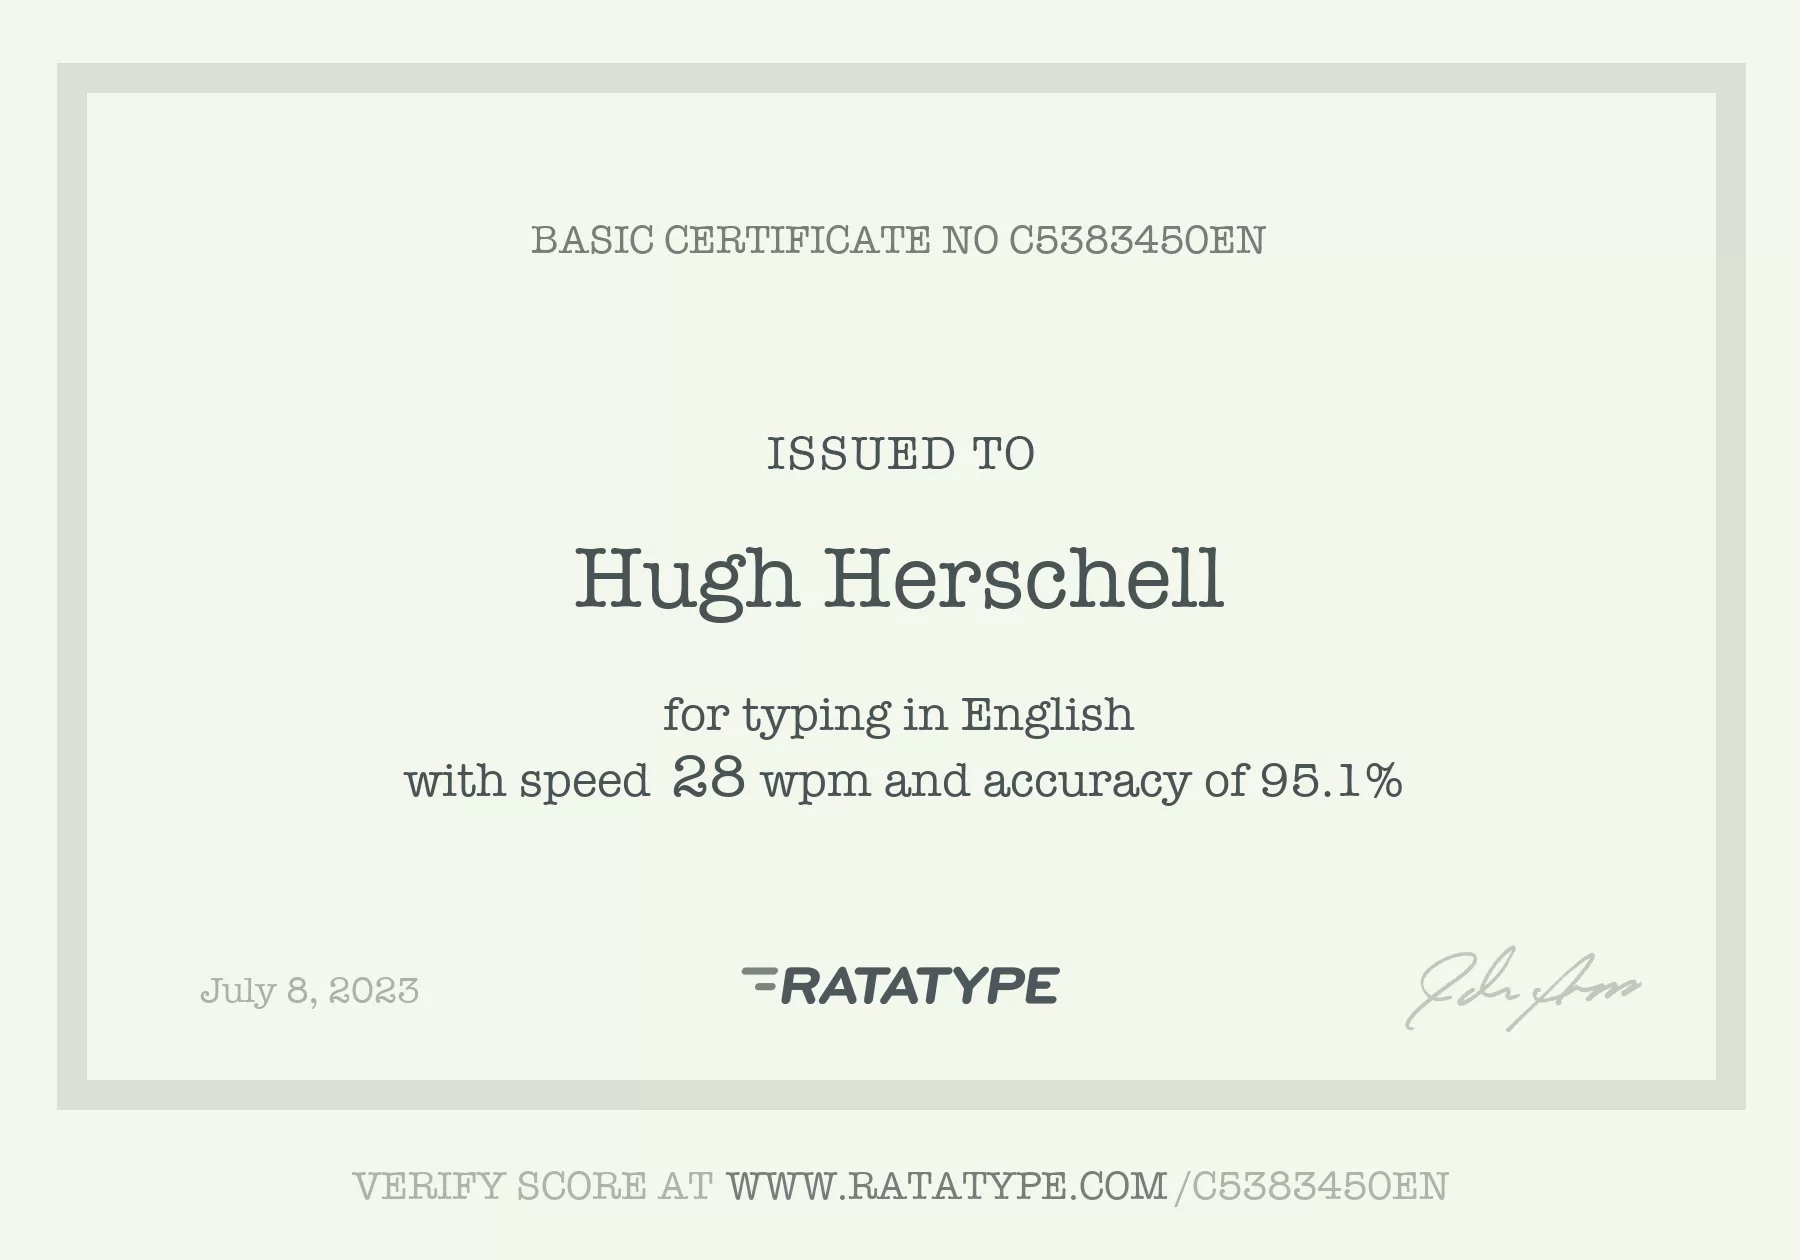 BASIC CERTIFICATE NO C5383450EN
ISSUED TO
Hugh Herschell
for typing in English
with speed 28 wpm and accuracy of 95.1%
July 8, 2023
RATATYPE
VERIFY SCORE AT WWW.RATATYPE.COM/C5383450EN